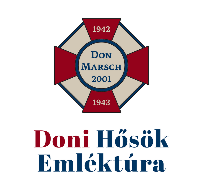 1942
Don
Marsch
2001
1943
Doni Hősök
Emléktúra